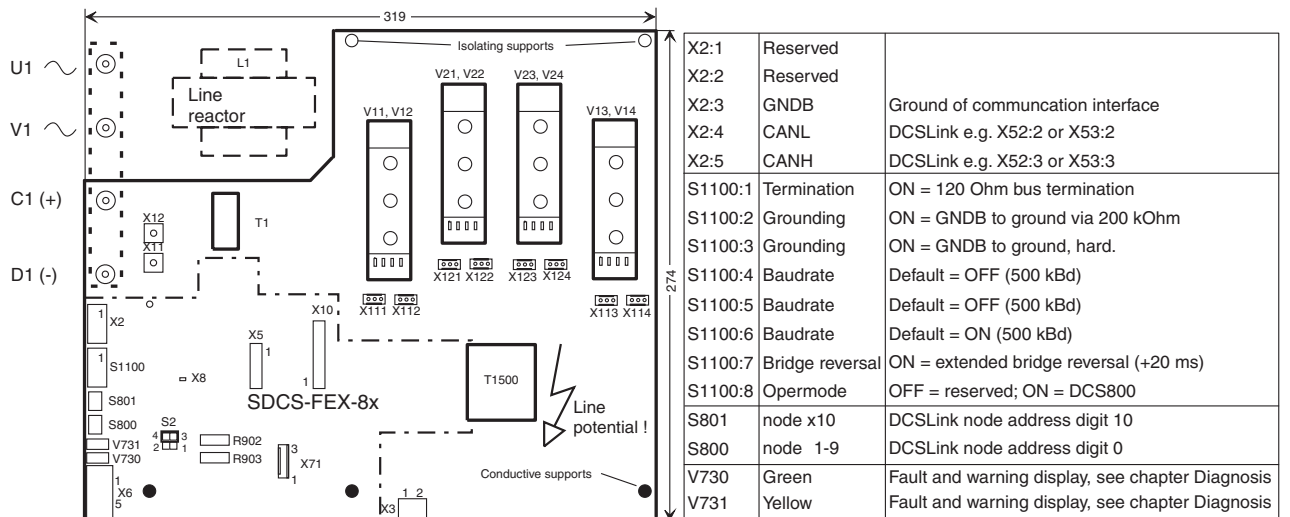 319
Isolating supports
U1
L1
V21, V22
V23, V24
Line
reactor
V11, V12
V13, V14
V1
C1 (+)
X12
T1
X11
D1 (-)
X121 X122
X123 X124
274
X111 X112
X113 X114
X10
1
X2
X5
1
1
S1100
X8
1
T1500
SDCS-FEX-8x
S801
Line
potential !
S800
S2
4 3
2 1
V731
R902
V730
R903
3
X71
1
Conductive supports
1
X6
5
1 2
X3
X2:1 Reserved
X2:2 Reserved
X2:3 GNDB Ground of communcation interface
X2:4 CANL DCSLink e.g. X52:2 or X53:2
X2:5 CANH DCSLink e.g. X52:3 or X53:3
S1100:1 Termination ON = 120 Ohm bus termination
S1100:2 Grounding ON = GNDB to ground via 200 kOhm
S1100:3 Grounding ON = GNDB to ground, hard.
S1100:4 Baudrate Default = OFF (500 kBd)
S1100:5 Baudrate Default = OFF (500 kBd)
S1100:6 Baudrate Default = ON (500 kBd)
S1100:7 Bridge reversal ON = extended bridge reversal (+20 ms)
S1100:8 Opermode OFF = reserved; ON = DCS800
S801 node x10 DCSLink node address digit 10
S800 node 1-9 DCSLink node address digit 0
V730 Green Fault and warning display, see chapter Diagnosis
V731 Yellow Fault and warning display, see chapter Diagnosis